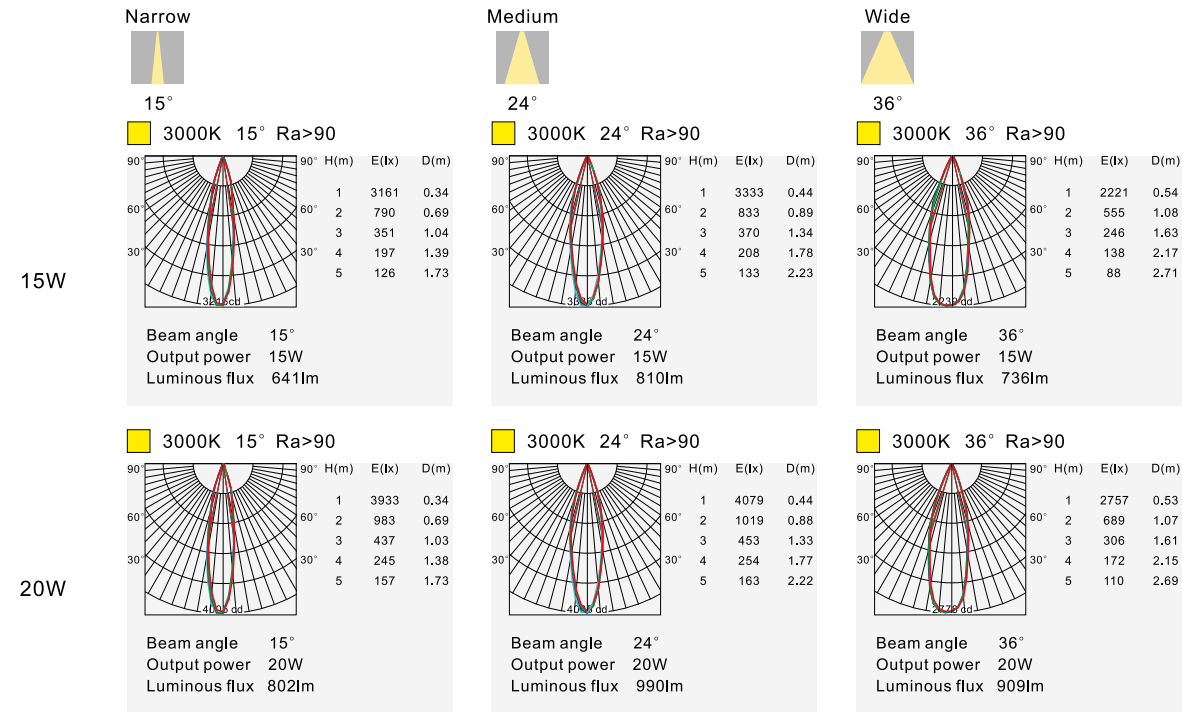 Narrow
15°
Medium
24°
Wide
36°
15W
3000K 15° Ra>90
90° 90°
60° 60°
30° 30°
H(m) E(lx) D(m)
1 3161 0.34
2 790 0.69
3 351 1.04
4 197 1.39
5 126 1.73
Beam angle 15°
Output power 15W
Luminous flux 641lm
3000K 24° Ra>90
90° 90°
60° 60°
30° 30°
H(m) E(lx) D(m)
1 3333 0.44
2 833 0.89
3 370 1.34
4 208 1.78
5 133 2.23
Beam angle 24°
Output power 15W
Luminous flux 810lm
3000K 36° Ra>90
90° 90°
60° 60°
30° 30°
H(m) E(lx) D(m)
1 2221 0.54
2 555 1.08
3 246 1.63
4 138 2.17
5 88 2.71
Beam angle 36°
Output power 15W
Luminous flux 736lm
20W
3000K 15° Ra>90
90° 90°
60° 60°
30° 30°
H(m) E(lx) D(m)
1 3933 0.34
2 983 0.69
3 437 1.03
4 245 1.38
5 157 1.73
Beam angle 15°
Output power 20W
Luminous flux 802lm
3000K 24° Ra>90
90° 90°
60° 60°
30° 30°
H(m) E(lx) D(m)
1 4079 0.44
2 1019 0.88
3 453 1.33
4 254 1.77
5 163 2.22
Beam angle 24°
Output power 20W
Luminous flux 990lm
3000K 36° Ra>90
90° 90°
60° 60°
30° 30°
H(m) E(lx) D(m)
1 2757 0.53
2 689 1.07
3 306 1.61
4 172 2.15
5 110 2.69
Beam angle 36°
Output power 20W
Luminous flux 909lm